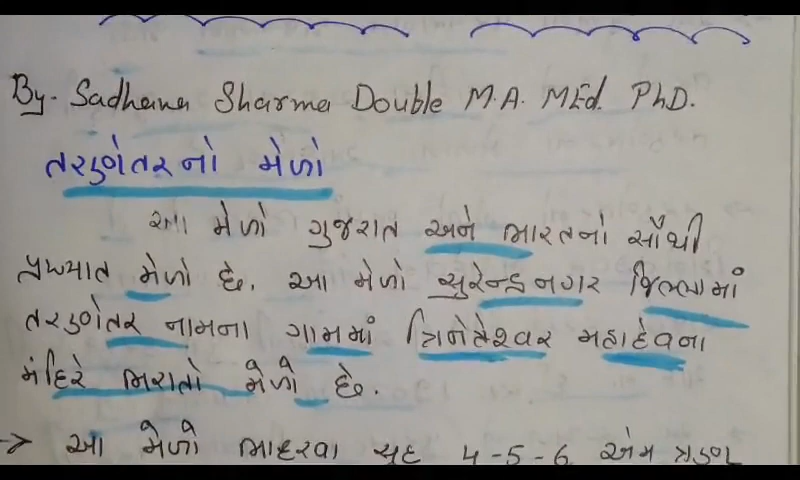 By- Sadhana Sharma Double M.A. MEd. PhD.
તરણેતરનો મેળો
આ મેળો ગુજરાત અને ભારતનો સૌથી
પ્રખ્યાત મેળો છે. આ મેળો સુરેન્દ્રનગર જિલ્લામાં
તરણેતર નામના ગામમાં ત્રિનેતેશ્વર મહાદેવના
મંદિરે ભરાતો મેળો છે.
→ આ મેળો ભાદરવા સુદ 4-5-6 એમ ત્રણ